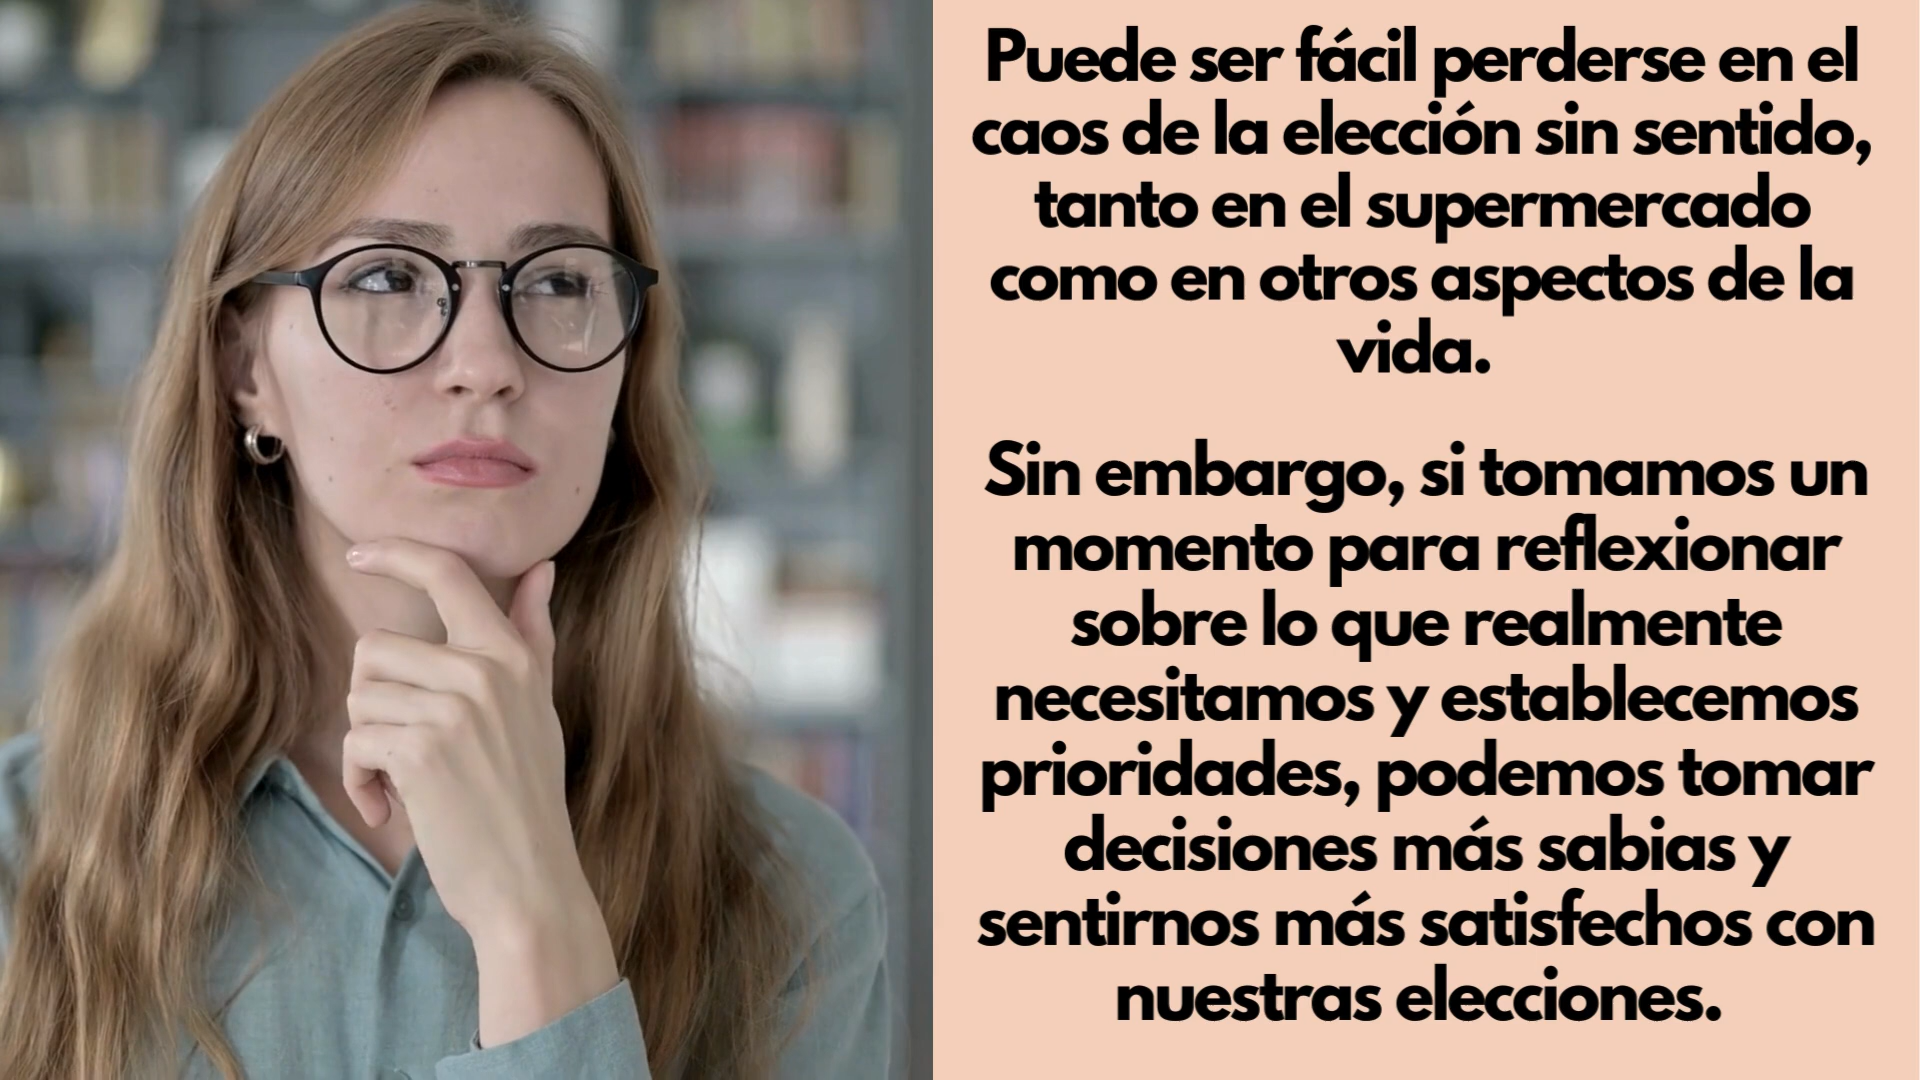 Puede ser fácil perderse en el
caos de la elección sin sentido,
tanto en el supermercado
como en otros aspectos de la
vida.
Sin embargo, si tomamos un
momento para reflexionar
sobre lo que realmente
necesitamos y establecemos
prioridades, podemos tomar
decisiones más sabias y
sentirnos más satisfechos con
nuestras elecciones.